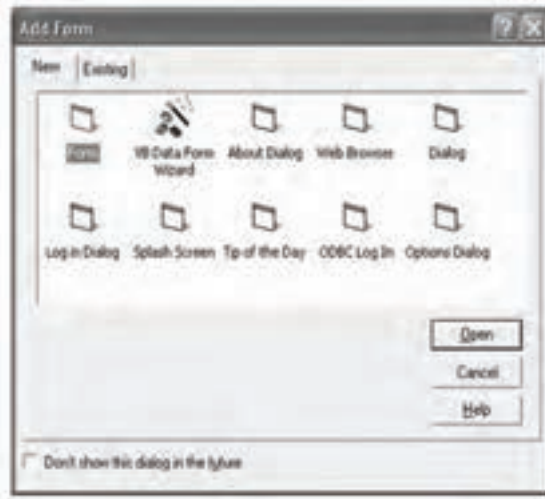 Add Form
New Existing
Form VB Data Form Wizard About Dialog Web Browser Dialog
Log in Dialog Splash Screen Tip of the Day ODBC Log In Options Dialog
Open
Cancel
Help
Don't show this dialog in the future